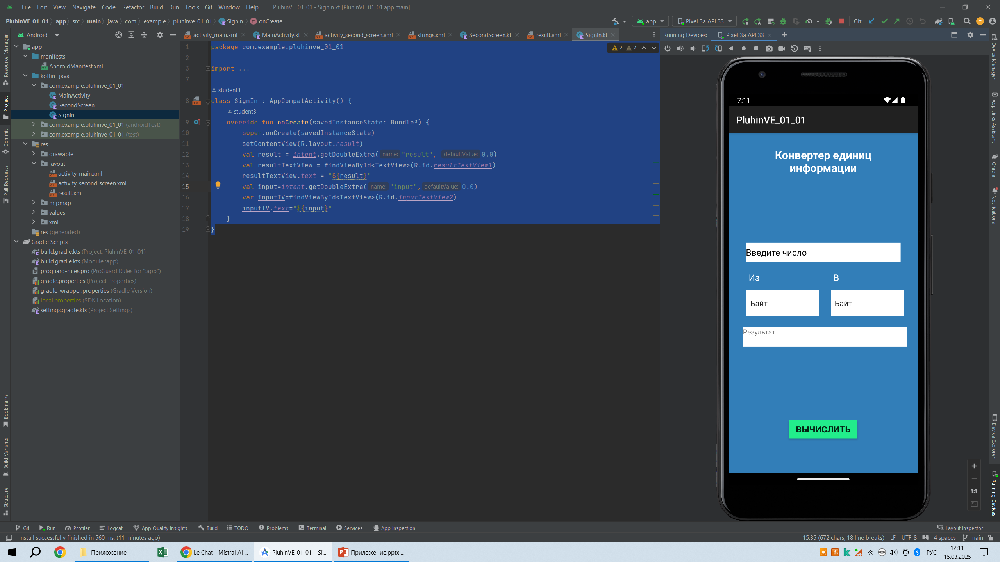 File Edit View Navigate Code Refactor Build Run Tools Git Window Help PluhinVE_01_01 - SignIn.kt [PluhinVE_01_01.app.main]
PluhinVE_01_01 app src main java com example pluhinve_01_01 SignIn onCreate app Pixel 3a API 33 Git:
Android activity_main.xml MainActivity.kt activity_second_screen.xml strings.xml SecondScreen.kt result.xml SignIn.kt Running Devices: Pixel 3a API 33
Resource Manager
Project
Commit
Pull Requests
Bookmarks
Build Variants
Structure
app
manifests
AndroidManifest.xml
kotlin+java
com.example.pluhinve_01_01
MainActivity
SecondScreen
SignIn
com.example.pluhinve_01_01 (androidTest)
com.example.pluhinve_01_01 (test)
res
drawable
layout
activity_main.xml
activity_second_screen.xml
result.xml
mipmap
values
xml
res (generated)
Gradle Scripts
build.gradle.kts (Project: PluhinVE_01_01)
build.gradle.kts (Module :app)
proguard-rules.pro (ProGuard Rules for ":app")
gradle.properties (Project Properties)
gradle-wrapper.properties (Gradle Version)
local.properties (SDK Location)
settings.gradle.kts (Project Settings)
1 package com.example.pluhinve_01_01
2
3 import ...
7
student3
8 class SignIn : AppCompatActivity() {
student3
9 override fun onCreate(savedInstanceState: Bundle?) {
10 super.onCreate(savedInstanceState)
11 setContentView(R.layout.result)
12 val result = intent.getDoubleExtra( name: "result", defaultValue: 0.0)
13 val resultTextView = findViewById<TextView>(R.id.resultTextView1)
14 resultTextView.text = "${result}"
15 val input=intent.getDoubleExtra( name: "input", defaultValue: 0.0)
16 var inputTV=findViewById<TextView>(R.id.inputTextView2)
17 inputTV.text="${input}"
18 }
19 }
2 2
7:11
PluhinVE_01_01
Конвертер единиц
информации
Введите число
Из В
Байт Байт
Результат
ВЫЧИСЛИТЬ
1:1
Device Manager
App Links Assistant
Gradle
Notifications
Device Explorer
Running Devices
Git Run Profiler Logcat App Quality Insights Build TODO Problems Terminal Services App Inspection Layout Inspector
Install successfully finished in 560 ms. (11 minutes ago) 15:35 (672 chars, 18 line breaks) LF UTF-8 4 spaces main
Приложение Le Chat - Mistral AI ... PluhinVE_01_01 – Si... Приложение.pptx ... РУС 12:11
15.03.2025